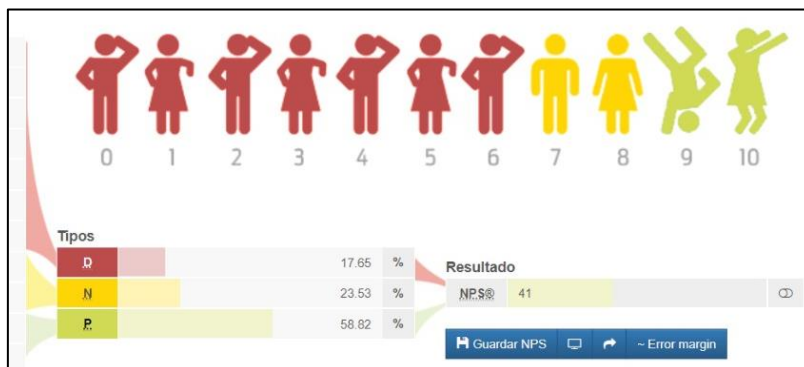 0 1 2 3 4 5 6 7 8 9 10
Tipos
D 17.65 %
N 23.53 %
P 58.82 %
Resultado
NPS® 41
Guardar NPS ~ Error margin